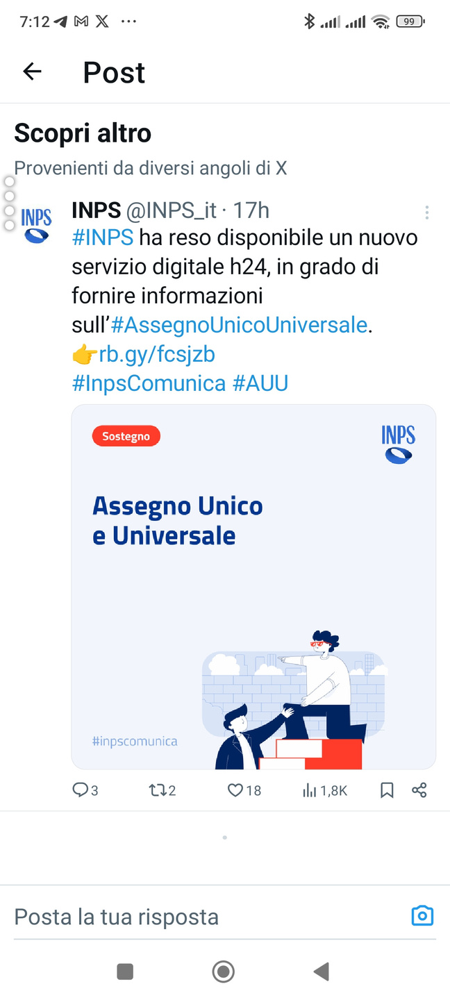 7:12 ... 99
Post
Scopri altro
Provenienti da diversi angoli di X
INPS
INPS @INPS_it · 17h
#INPS ha reso disponibile un nuovo
servizio digitale h24, in grado di
fornire informazioni
sull'#AssegnoUnicoUniversale.
👉rb.gy/fcsjzb
#InpsComunica #AUU
Sostegno
INPS
Assegno Unico
e Universale
#inpscomunica
3 2 18 1,8K
Posta la tua risposta